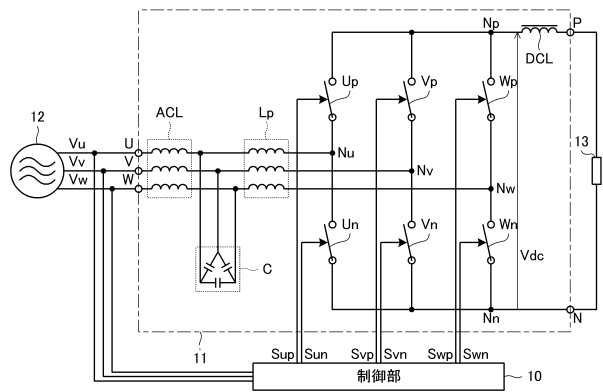 Np
P
DCL
Up
Vp
Wp
ACL
Lp
12
Vu
U
Vv
V
Vw
W
Nu
Nv
Nw
13
Un
Vn
Wn
C
Vdc
Nn
N
11
Sup
Sun
Svp
Svn
Swp
Swn
制御部
10